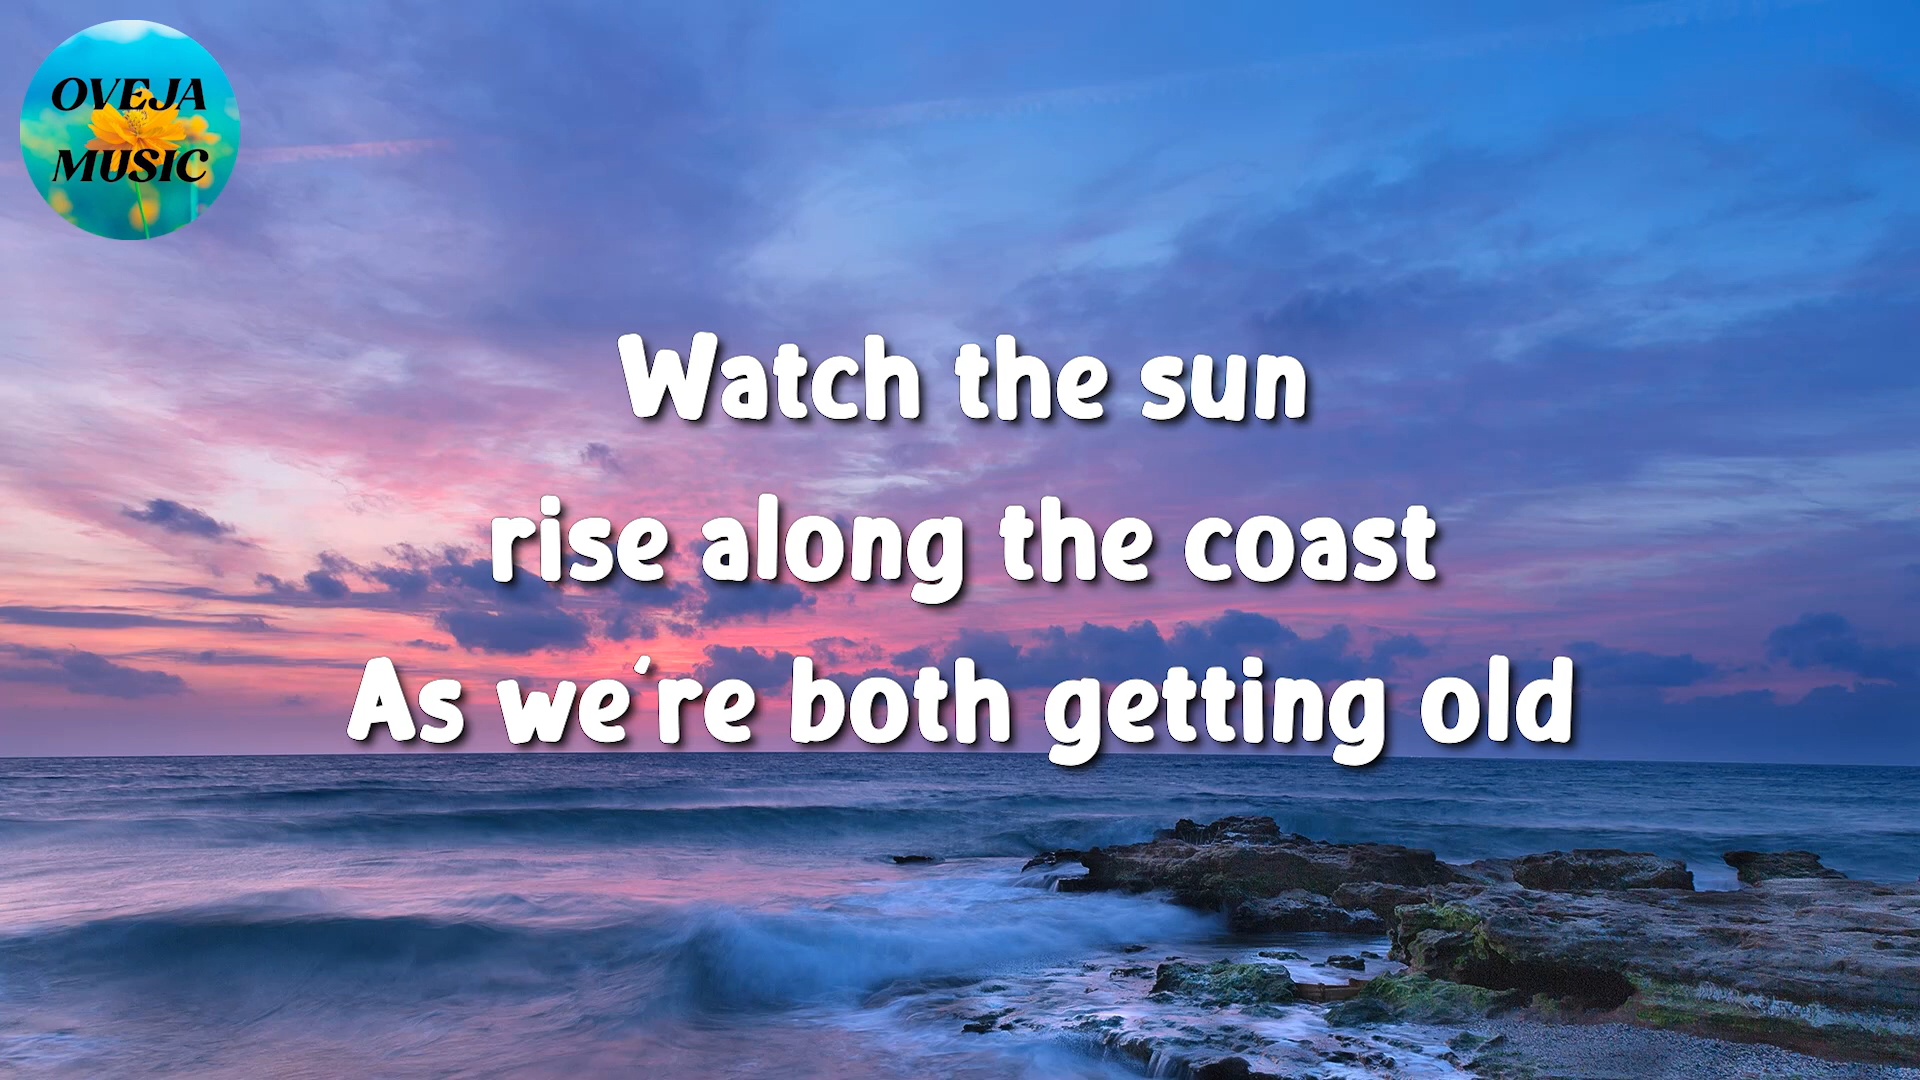 OVEJA
MUSIC
Watch the sun
rise along the coast
As we're both getting old